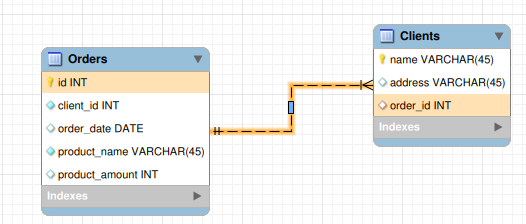 Orders
id INT
client_id INT
order_date DATE
product_name VARCHAR(45)
product_amount INT
Indexes
Clients
name VARCHAR(45)
address VARCHAR(45)
order_id INT
Indexes